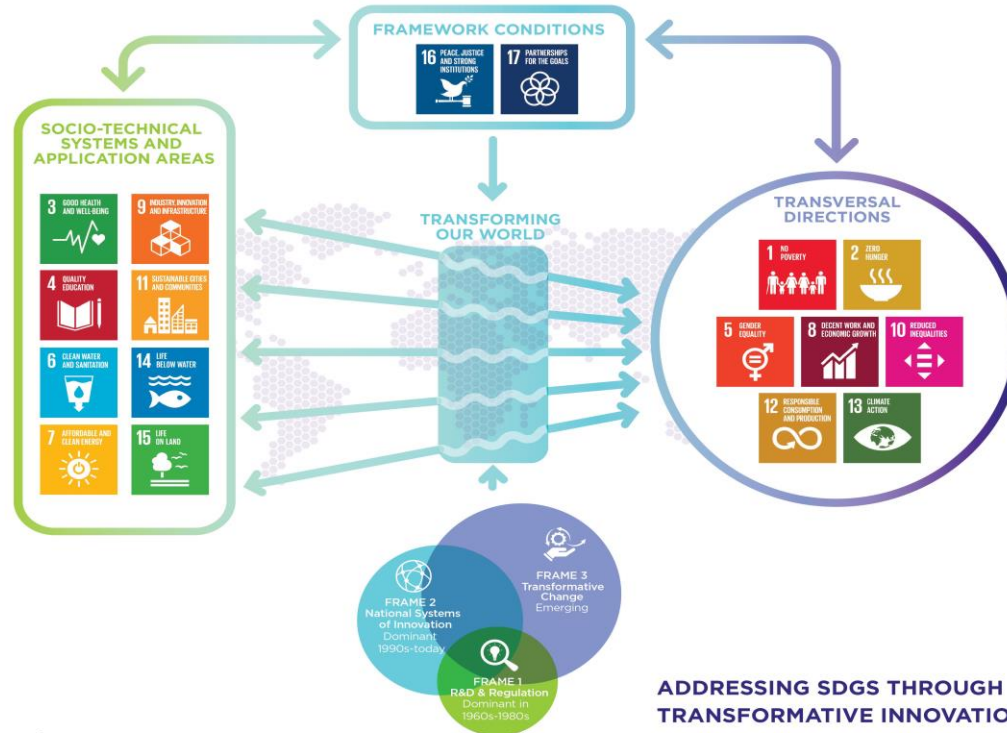 FRAMEWORK CONDITIONS
16 PEACE, JUSTICE
AND STRONG
INSTITUTIONS
17 PARTNERSHIPS
FOR THE GOALS
SOCIO-TECHNICAL
SYSTEMS AND
APPLICATION AREAS
3 GOOD HEALTH
AND WELL-BEING
9 INDUSTRY, INNOVATION
AND INFRASTRUCTURE
4 QUALITY
EDUCATION
11 SUSTAINABLE CITIES
AND COMMUNITIES
6 CLEAN WATER
AND SANITATION
14 LIFE
BELOW WATER
7 AFFORDABLE AND
CLEAN ENERGY
15 LIFE
ON LAND
TRANSFORMING
OUR WORLD
TRANSVERSAL
DIRECTIONS
1 NO
POVERTY
2 ZERO
HUNGER
5 GENDER
EQUALITY
8 DECENT WORK AND
ECONOMIC GROWTH
10 REDUCED
INEQUALITIES
12 RESPONSIBLE
CONSUMPTION
AND PRODUCTION
13 CLIMATE
ACTION
FRAME 3
Transformative
Change
Emerging
FRAME 2
National Systems
of Innovation
Dominant
1990s-today
FRAME 1
R&D & Regulation
Dominant in
1960s-1980s
ADDRESSING SDGS THROUGH
TRANSFORMATIVE INNOVATIO